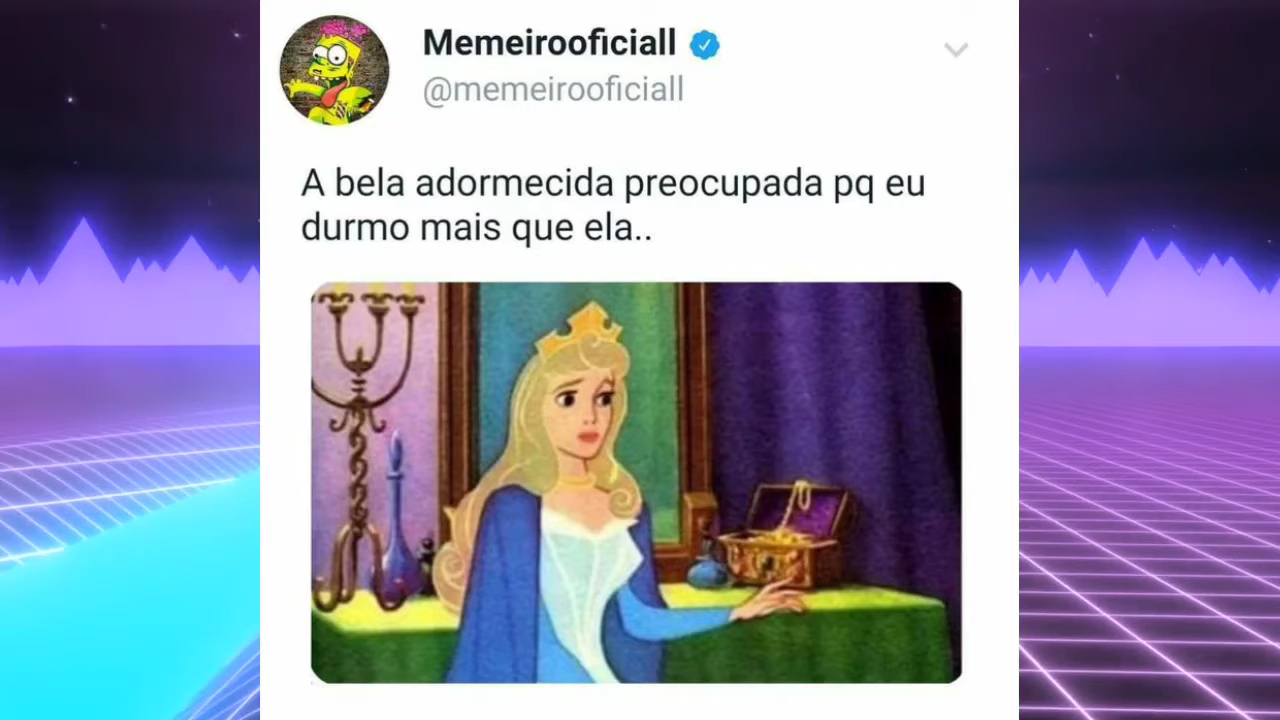 Memeirooficiall
@memeirooficiall
A bela adormecida preocupada pq eu
durmo mais que ela..